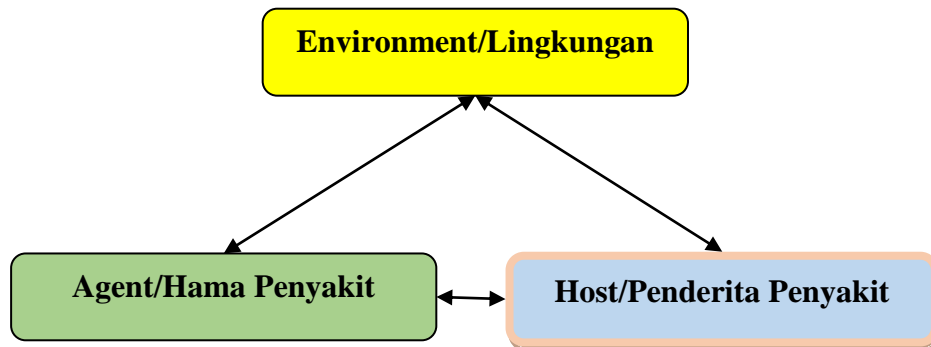 Environment/Lingkungan
Agent/Hama Penyakit
Host/Penderita Penyakit